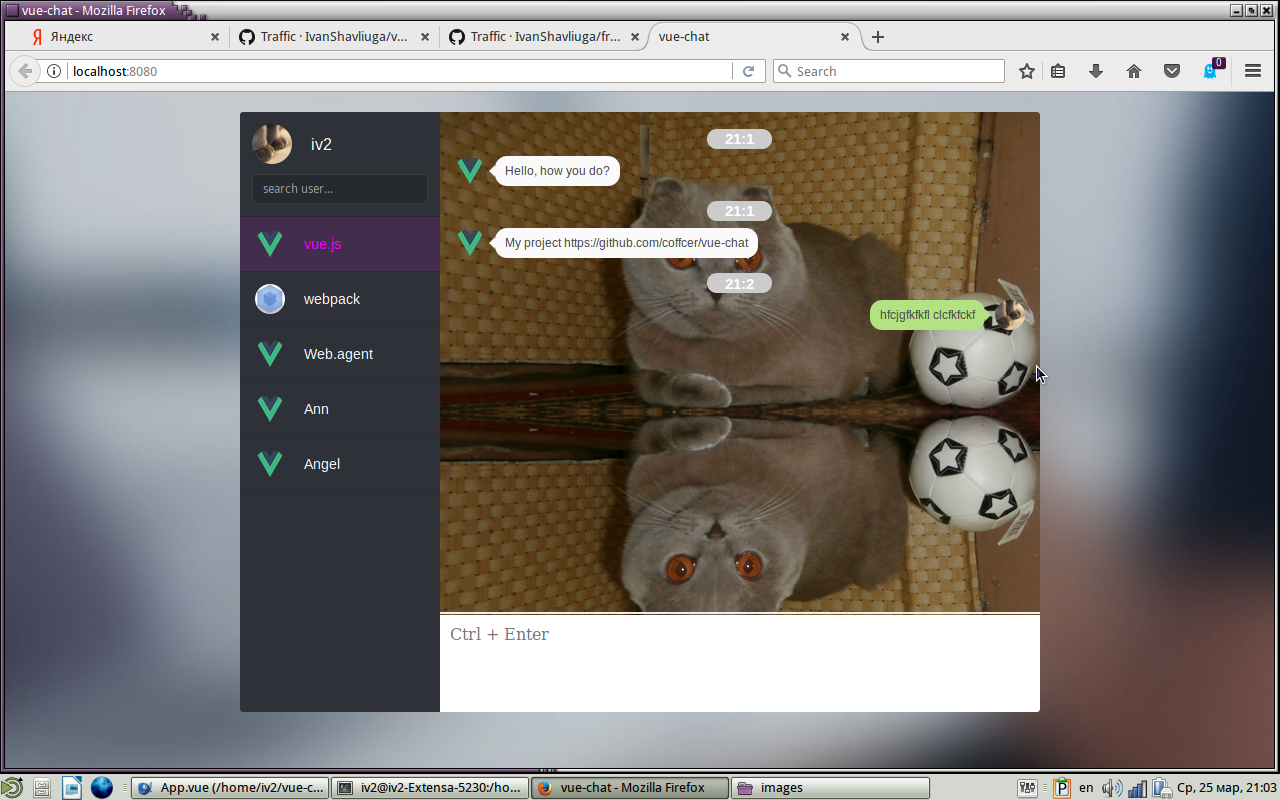 vue-chat - Mozilla Firefox
Яндекс
Traffic · IvanShavliuga/v...
Traffic · IvanShavliuga/fr...
vue-chat
localhost:8080
Search
0
iv2
search user...
vue.js
webpack
Web.agent
Ann
Angel
21:1
Hello, how you do?
21:1
My project https://github.com/coffcer/vue-chat
21:2
hfcjgfkfkfl clcfkfckf
Ctrl + Enter
App.vue (/home/iv2/vue-c...
iv2@iv2-Extensa-5230:/ho...
vue-chat - Mozilla Firefox
images
P
en
Ср, 25 мар, 21:03